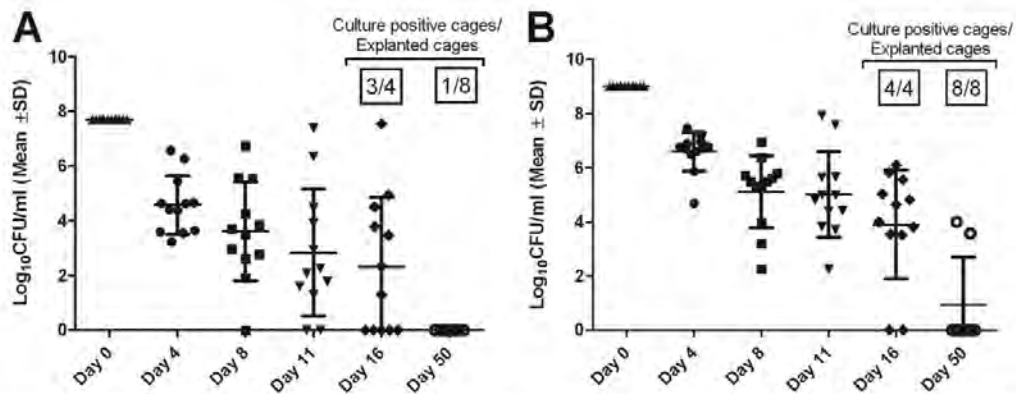 A
Culture positive cages/
Explanted cages
3/4
1/8
Log₁₀CFU/ml (Mean ±SD)
10
8
6
4
2
0
Day 0
Day 4
Day 8
Day 11
Day 16
Day 50
B
Culture positive cages/
Explanted cages
4/4
8/8
Log₁₀CFU/ml (Mean ± SD)
10
8
6
4
2
0
Day 0
Day 4
Day 8
Day 11
Day 16
Day 50